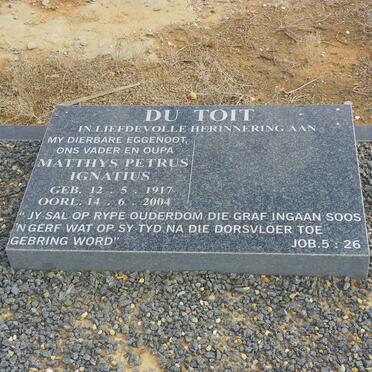 DU TOIT
IN LIEFDEVOLLE HERINNERING AAN
MY DIERBARE EGGENOOT,
ONS VADER EN OUPA
MATTHYS PETRUS
IGNATIUS
GEB. 12 . 5 . 1917
OORL. 14 . 6 . 2004
" JY SAL OP RYPE OUDERDOM DIE GRAF INGAAN SOOS
'N GERF WAT OP SY TYD NA DIE DORSVLOER TOE
GEBRING WORD" JOB. 5 : 26